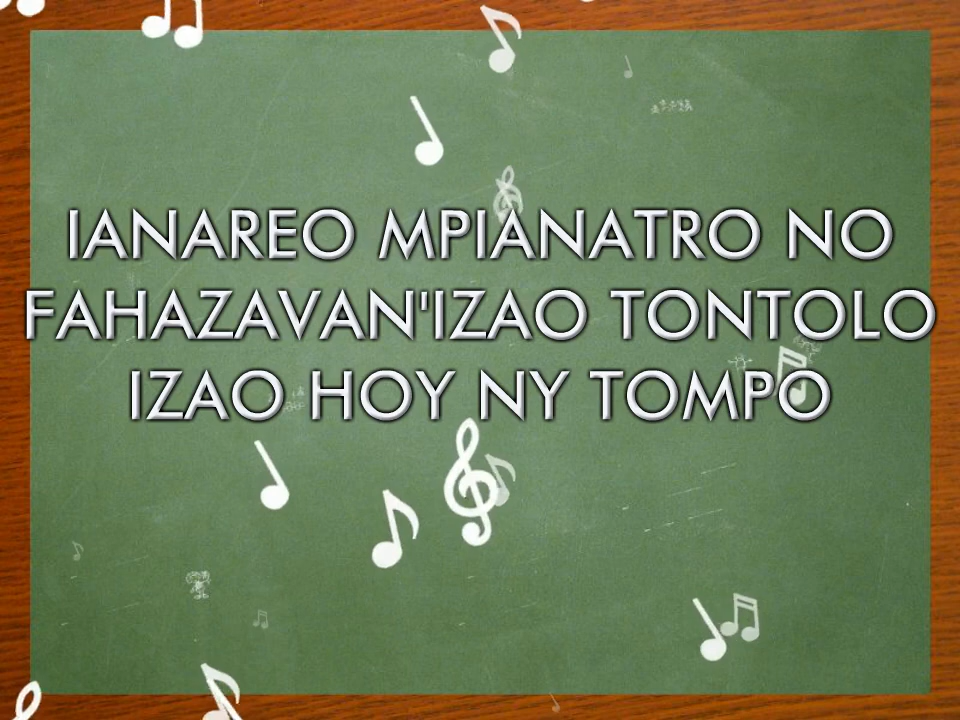 IANAREO MPIANATRO NO
FAHAZAVAN'IZAO TONTOLO
IZAO HOY NY TOMPO